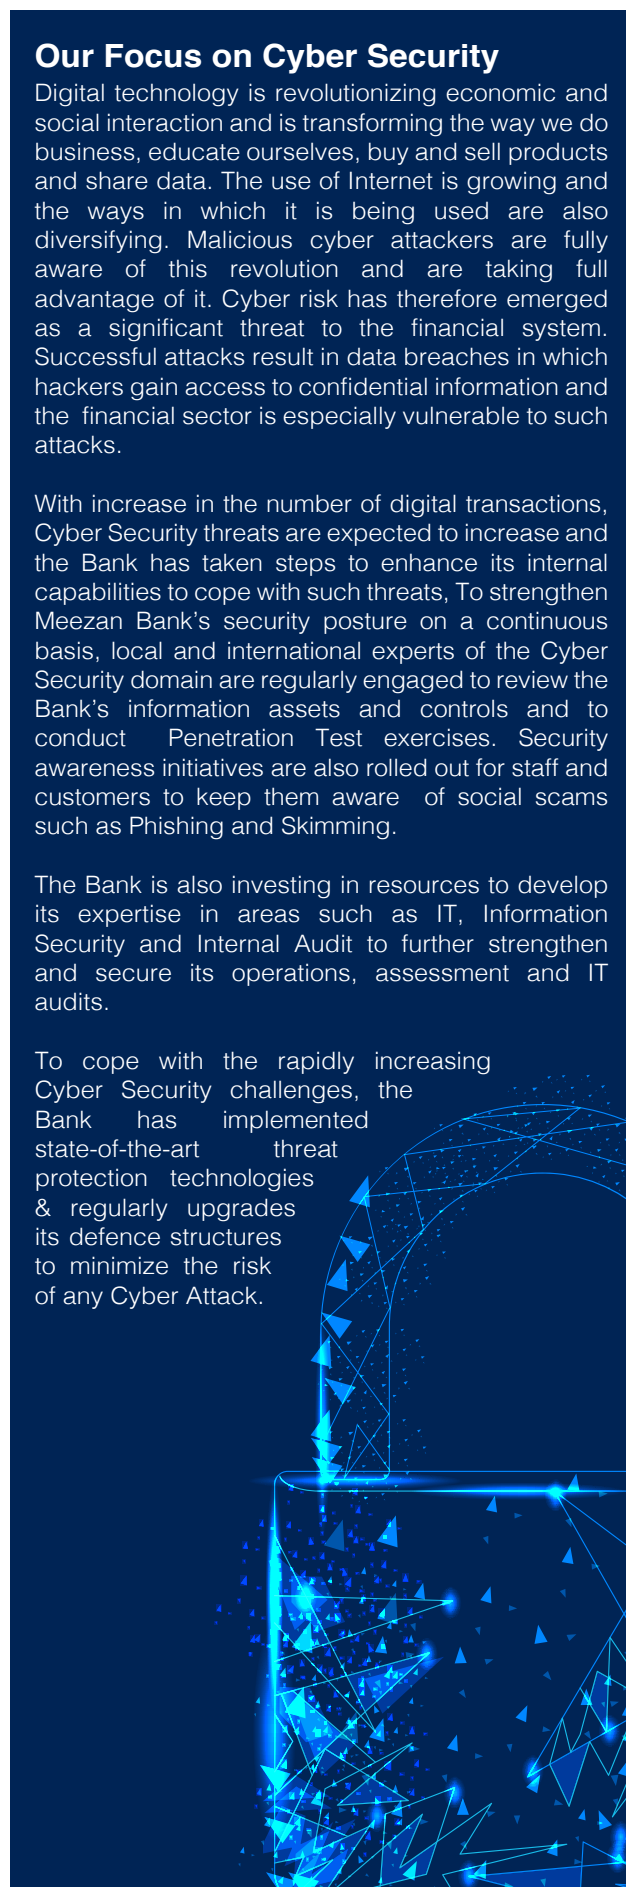 Our Focus on Cyber Security
Digital technology is revolutionizing economic and
social interaction and is transforming the way we do
business, educate ourselves, buy and sell products
and share data. The use of Internet is growing and
the ways in which it is being used are also
diversifying. Malicious cyber attackers are fully
aware of this revolution and are taking full
advantage of it. Cyber risk has therefore emerged
as a significant threat to the financial system.
Successful attacks result in data breaches in which
hackers gain access to confidential information and
the financial sector is especially vulnerable to such
attacks.
With increase in the number of digital transactions,
Cyber Security threats are expected to increase and
the Bank has taken steps to enhance its internal
capabilities to cope with such threats, To strengthen
Meezan Bank's security posture on a continuous
basis, local and international experts of the Cyber
Security domain are regularly engaged to review the
Bank's information assets and controls and to
conduct Penetration Test exercises. Security
awareness initiatives are also rolled out for staff and
customers to keep them aware of social scams
such as Phishing and Skimming.
The Bank is also investing in resources to develop
its expertise in areas such as IT, Information
Security and Internal Audit to further strengthen
and secure its operations, assessment and IT
audits.
To cope with the rapidly increasing
Cyber Security challenges, the
Bank has implemented
state-of-the-art threat
protection technologies
& regularly upgrades
its defence structures
to minimize the risk
of any Cyber Attack.